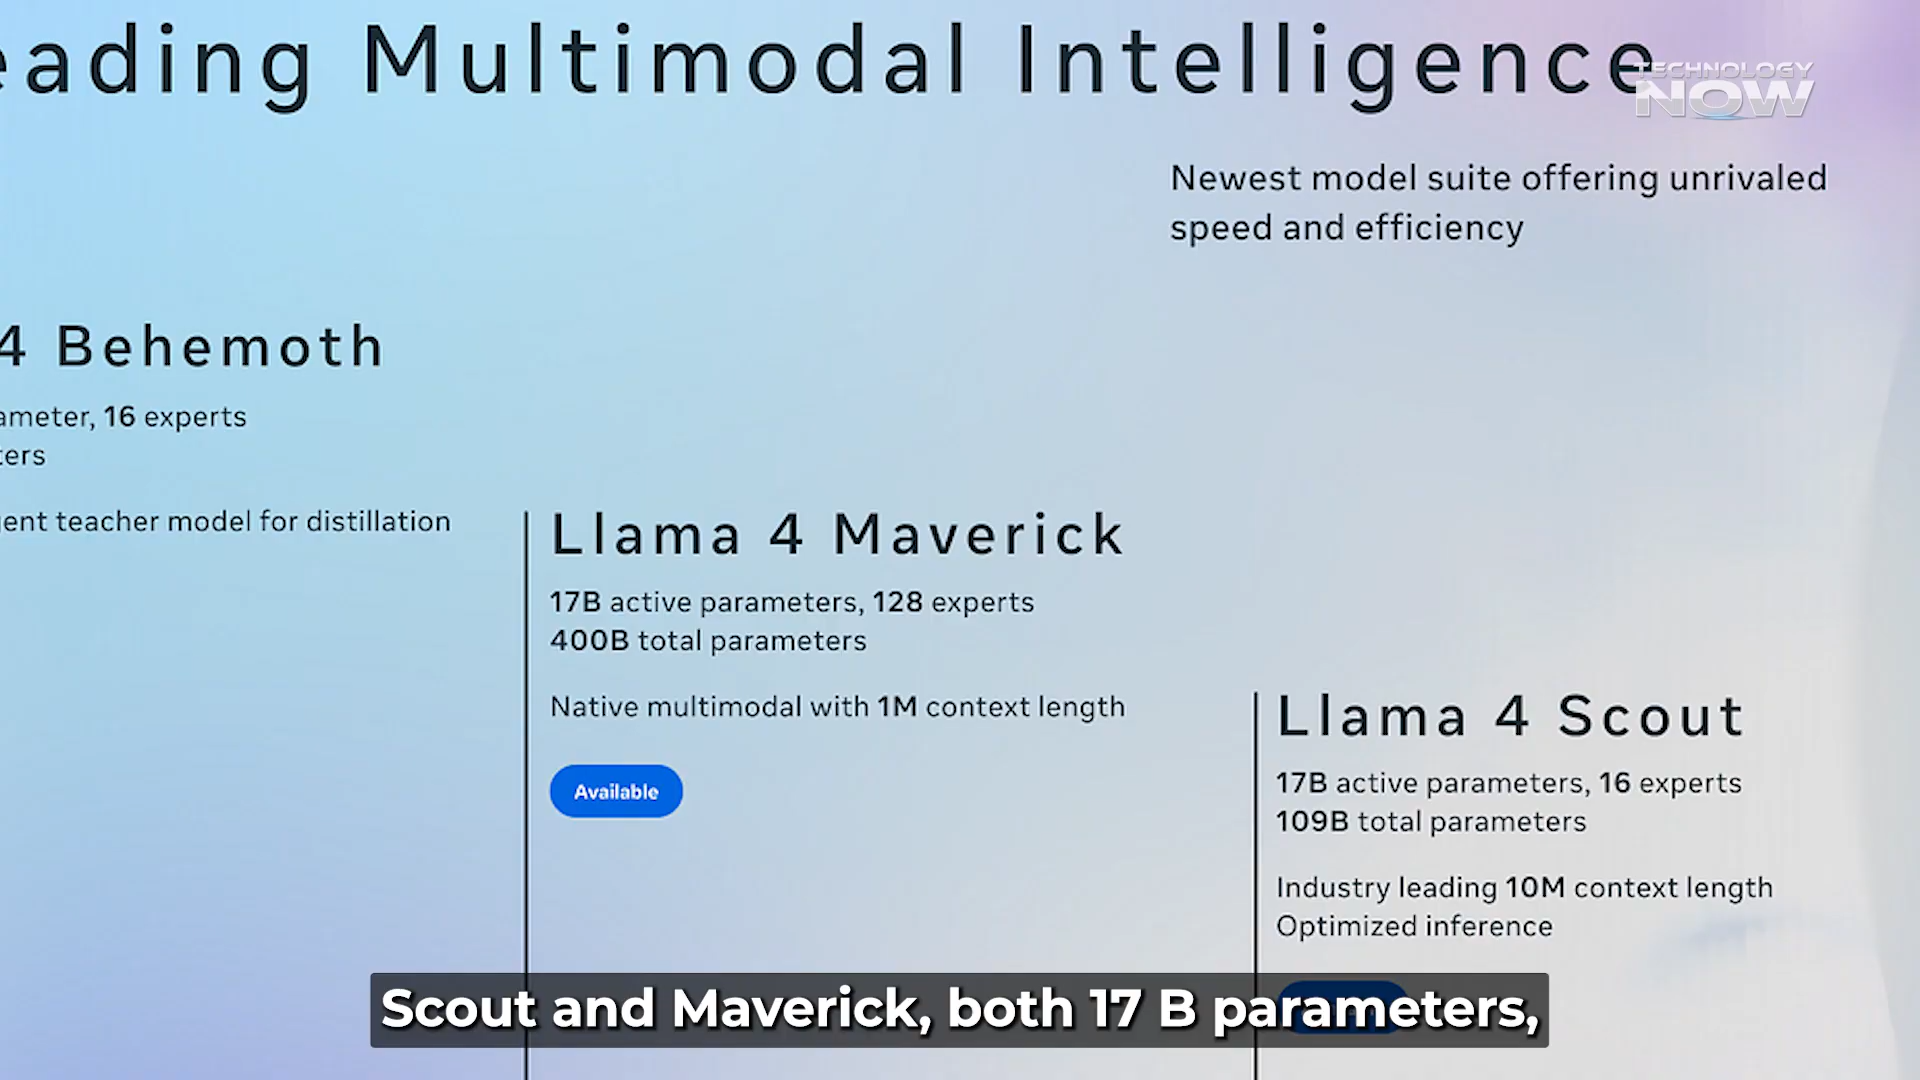 eading Multimodal Intelligence
TECHNOLOGY
NOW
Newest model suite offering unrivaled
speed and efficiency
4 Behemoth
ameter, 16 experts
ters
gent teacher model for distillation
Llama 4 Maverick
17B active parameters, 128 experts
400B total parameters
Native multimodal with 1M context length
Available
Llama 4 Scout
17B active parameters, 16 experts
109B total parameters
Industry leading 10M context length
Optimized inference
Scout and Maverick, both 17 B parameters,